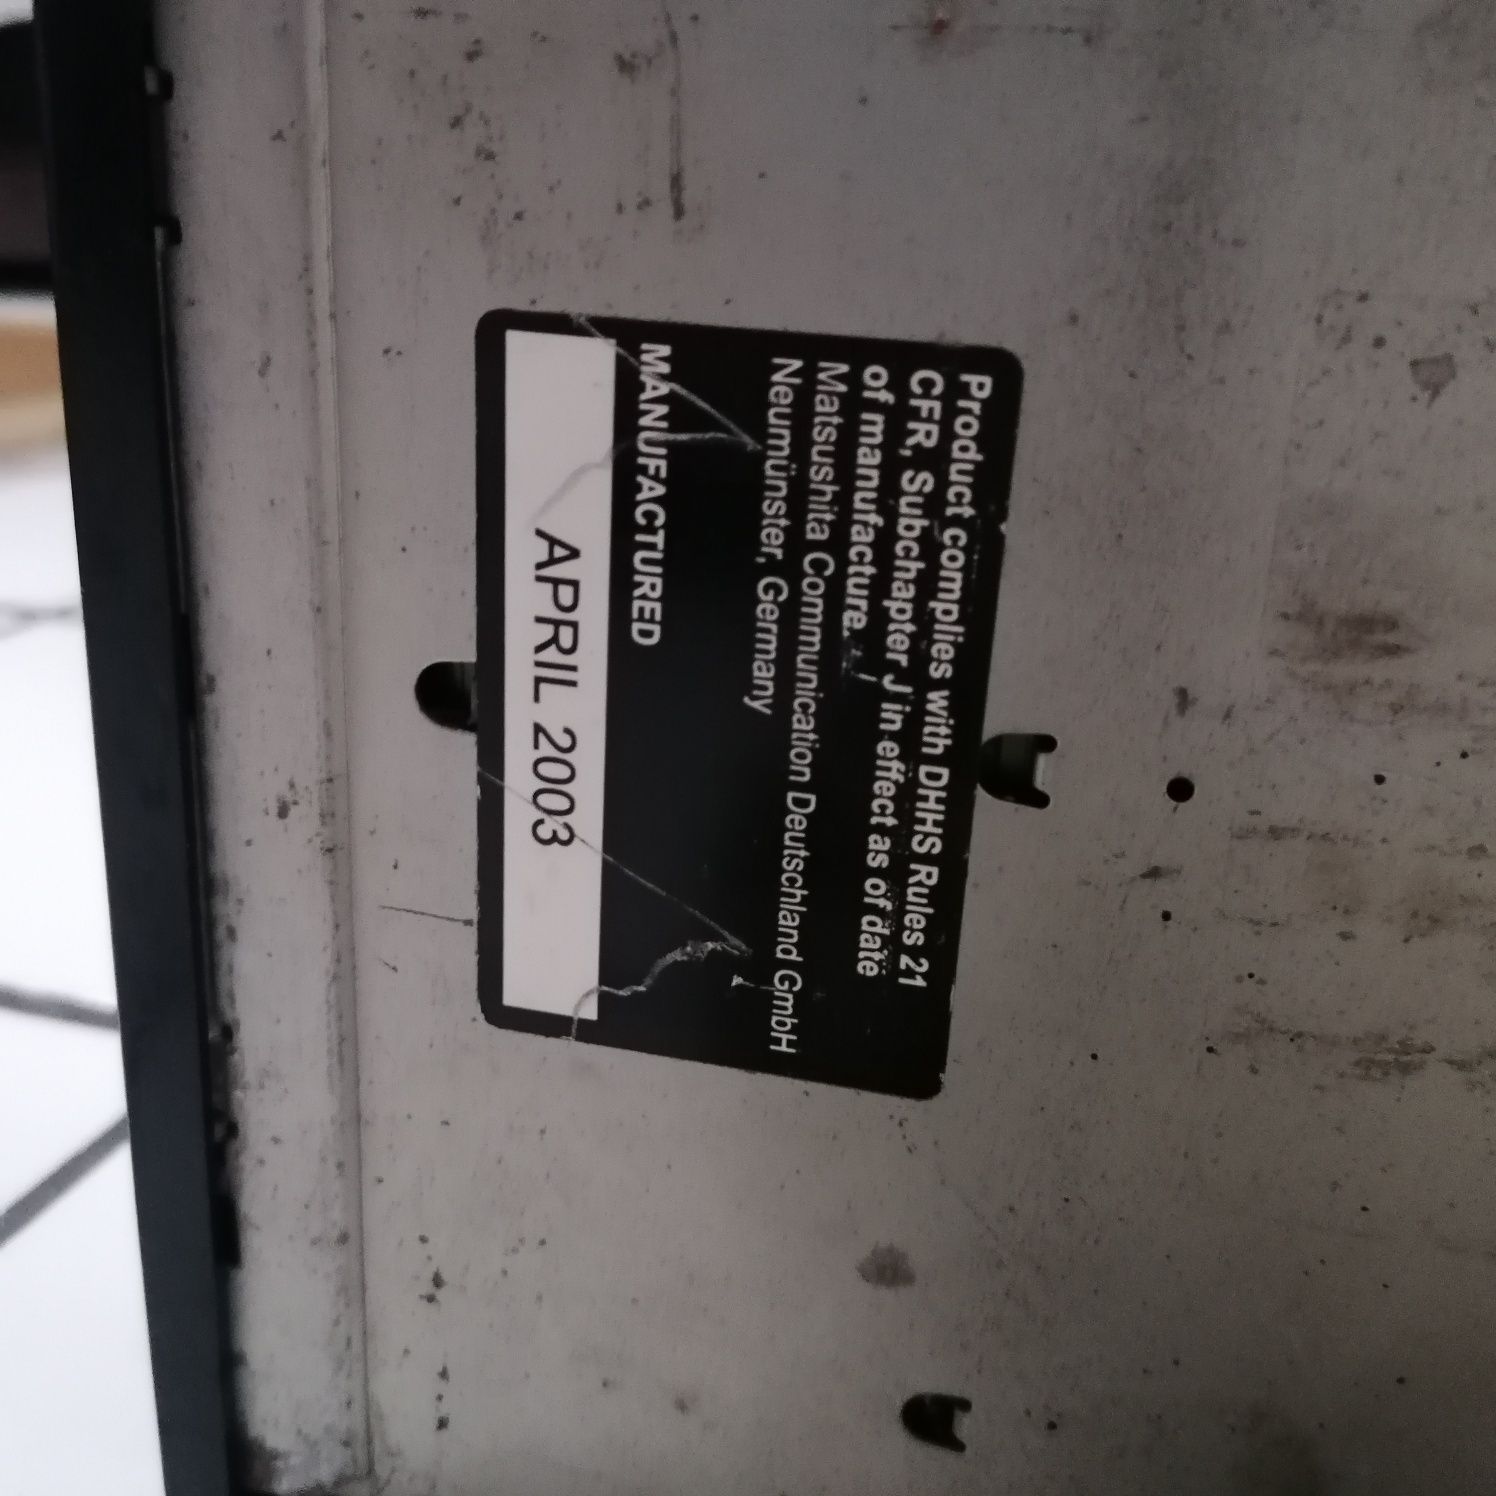 Product complies with DHHS Rules 21
CFR, Subchapter J in effect as of date
of manufacture.
Matsushita Communication Deutschland GmbH
Neumünster, Germany
MANUFACTURED
APRIL 2003